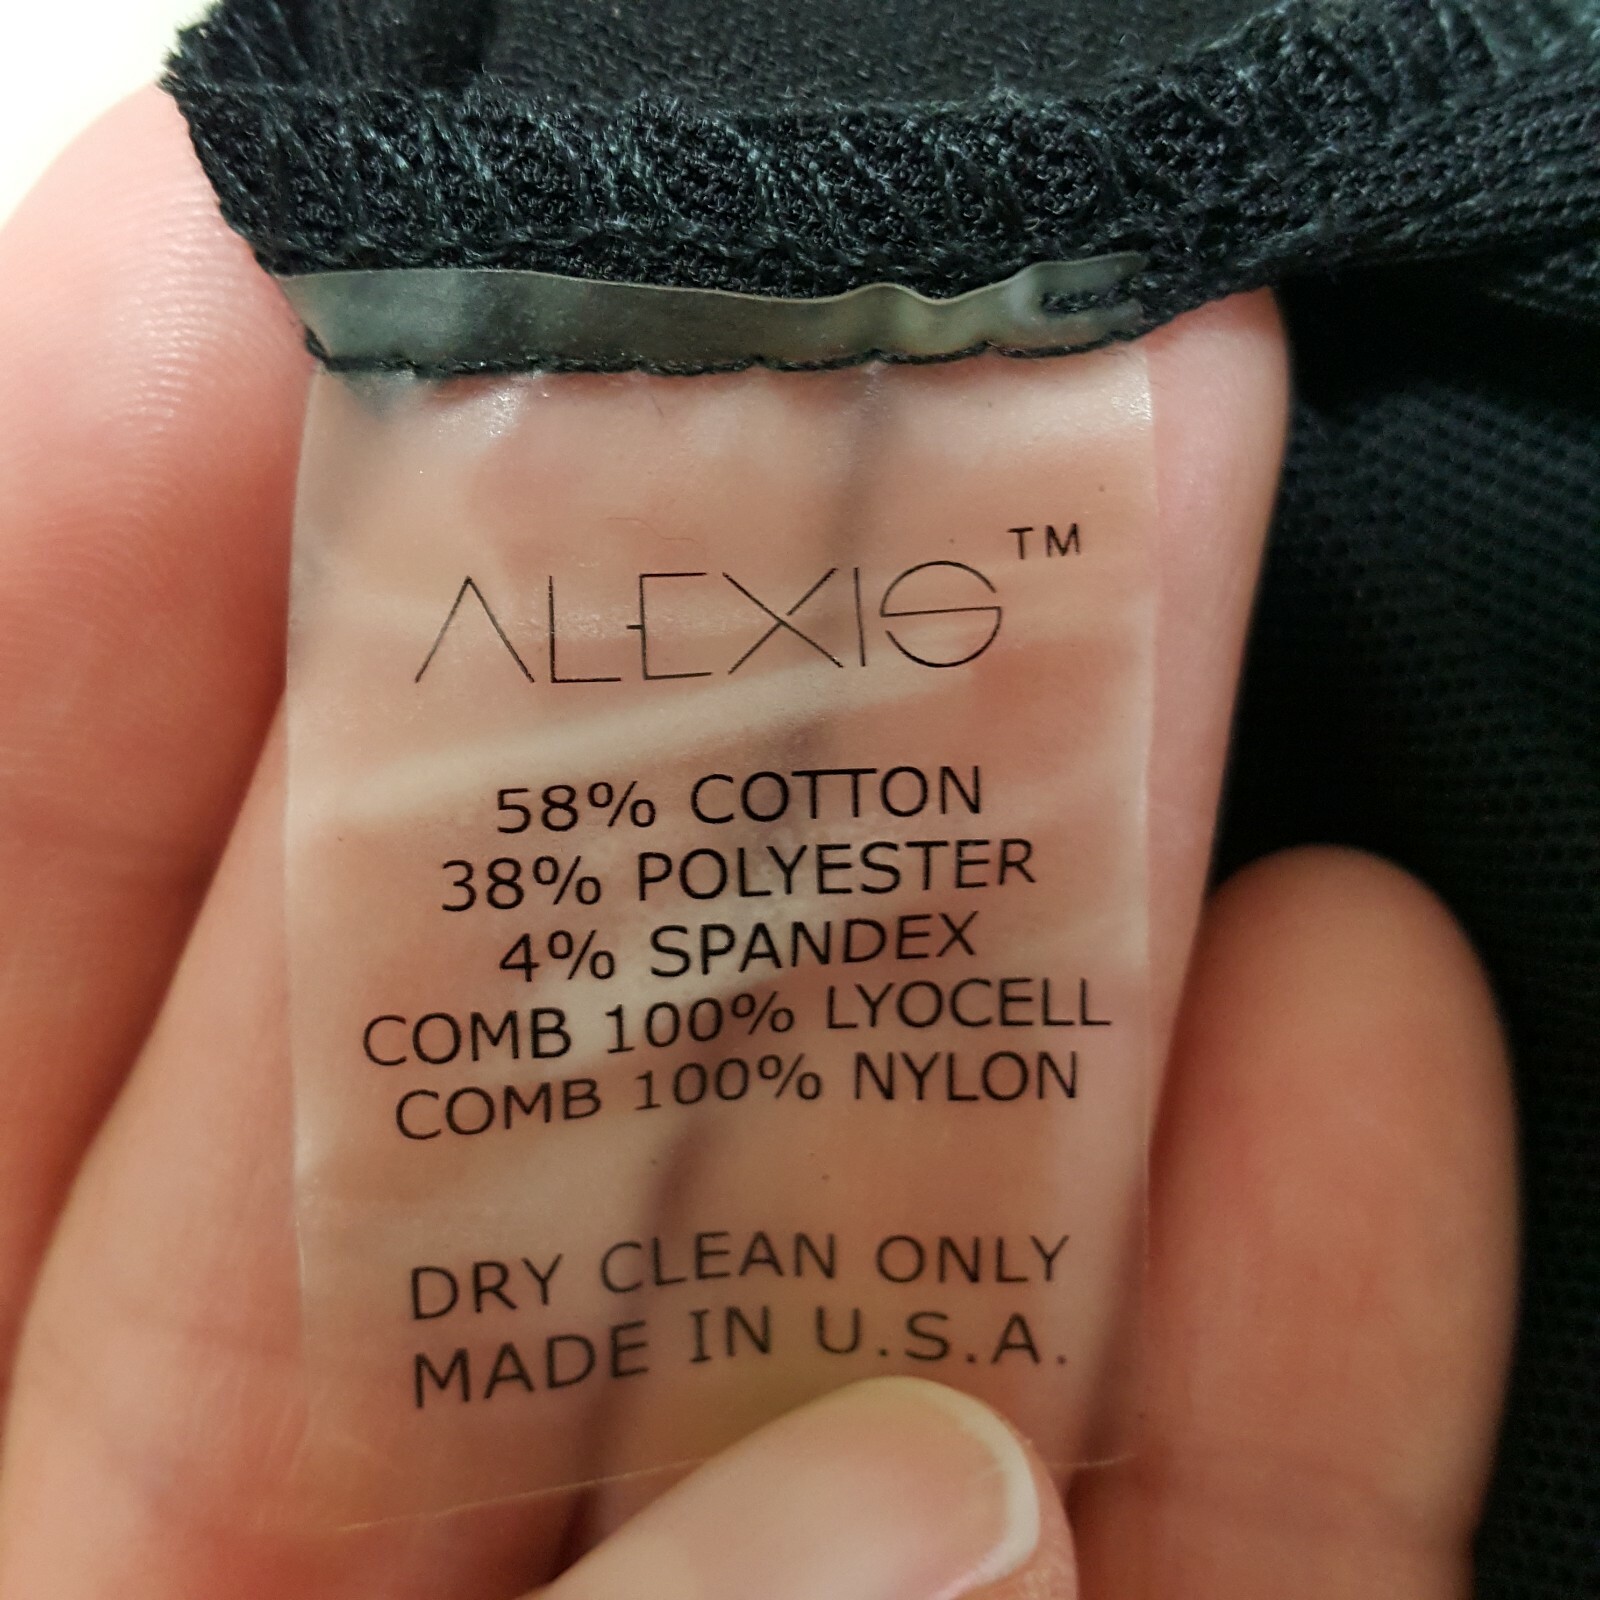 ALEXIS™
58% COTTON
38% POLYESTER
4% SPANDEX
COMB 100% LYOCELL
COMB 100% NYLON
DRY CLEAN ONLY
MADE IN U.S.A.